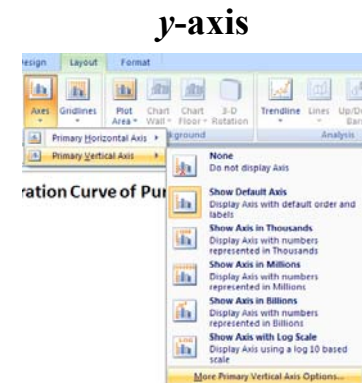 y-axis
esign Layout Format
Axes Gridlines Plot Area Chart Wall Chart Floor 3-D Rotation Trendline Lines Up/Do Bars
Primary Horizontal Axis kground Analysis
Primary Vertical Axis
None
Do not display Axis
ration Curve of Pur
Show Default Axis
Display Axis with default order and
labels
Show Axis in Thousands
Display Axis with numbers
represented in Thousands
Show Axis in Millions
Display Axis with numbers
represented in Millions
Show Axis in Billions
Display Axis with numbers
represented in Billions
Show Axis with Log Scale
Display Axis using a log 10 based
scale
More Primary Vertical Axis Options...